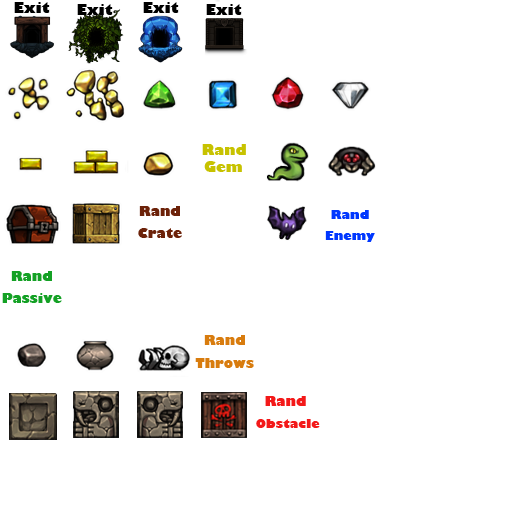 Exit
Exit
Exit
Exit
Rand
Gem
Rand
Crate
Rand
Enemy
Rand
Passive
Rand
Throws
Rand
Obstacle